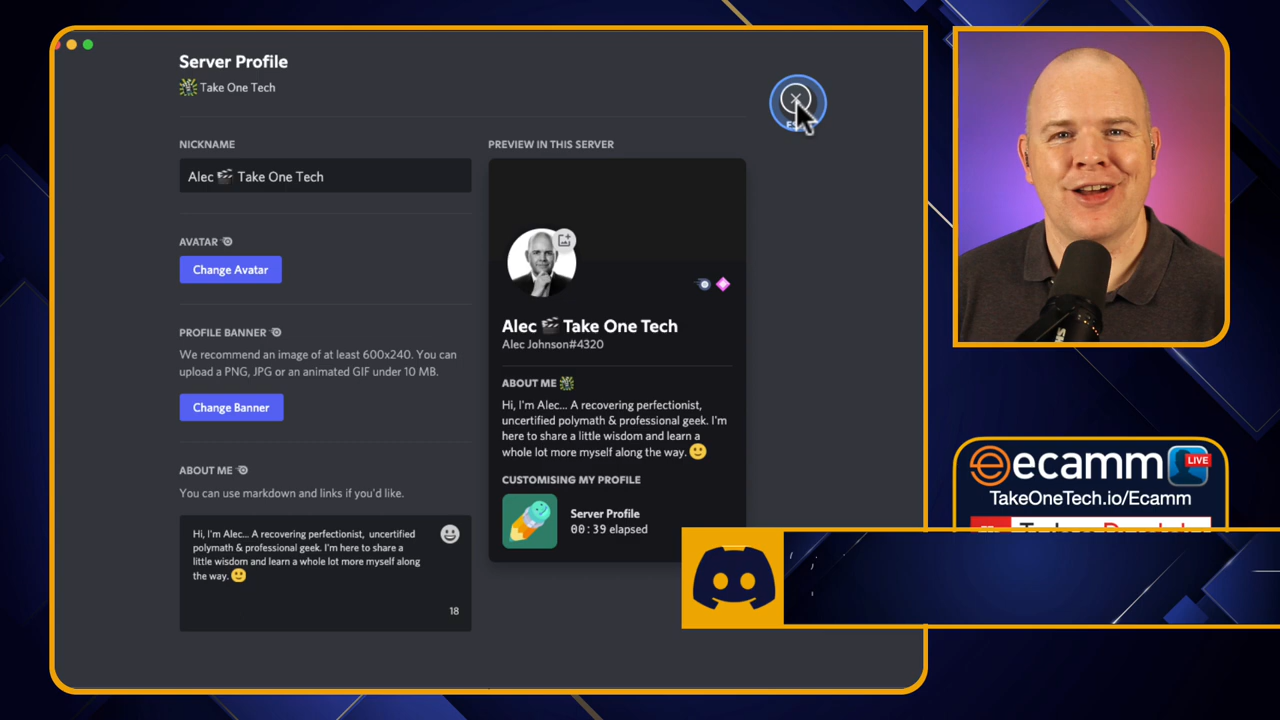 Server Profile
Take One Tech
NICKNAME
Alec 🎬 Take One Tech
AVATAR
Change Avatar
PROFILE BANNER
We recommend an image of at least 600x240. You can
upload a PNG, JPG or an animated GIF under 10 MB.
Change Banner
ABOUT ME
You can use markdown and links if you'd like.
Hi, I'm Alec... A recovering perfectionist, uncertified
polymath & professional geek. I'm here to share a
little wisdom and learn a whole lot more myself along
the way. 🙂
18
PREVIEW IN THIS SERVER
Alec 🎬 Take One Tech
Alec Johnson#4320
ABOUT ME
Hi, I'm Alec... A recovering perfectionist,
uncertified polymath & professional geek. I'm
here to share a little wisdom and learn a
whole lot more myself along the way. 🙂
CUSTOMISING MY PROFILE
Server Profile
00:39 elapsed
ecamm LIVE
TakeOneTech.io/Ecamm